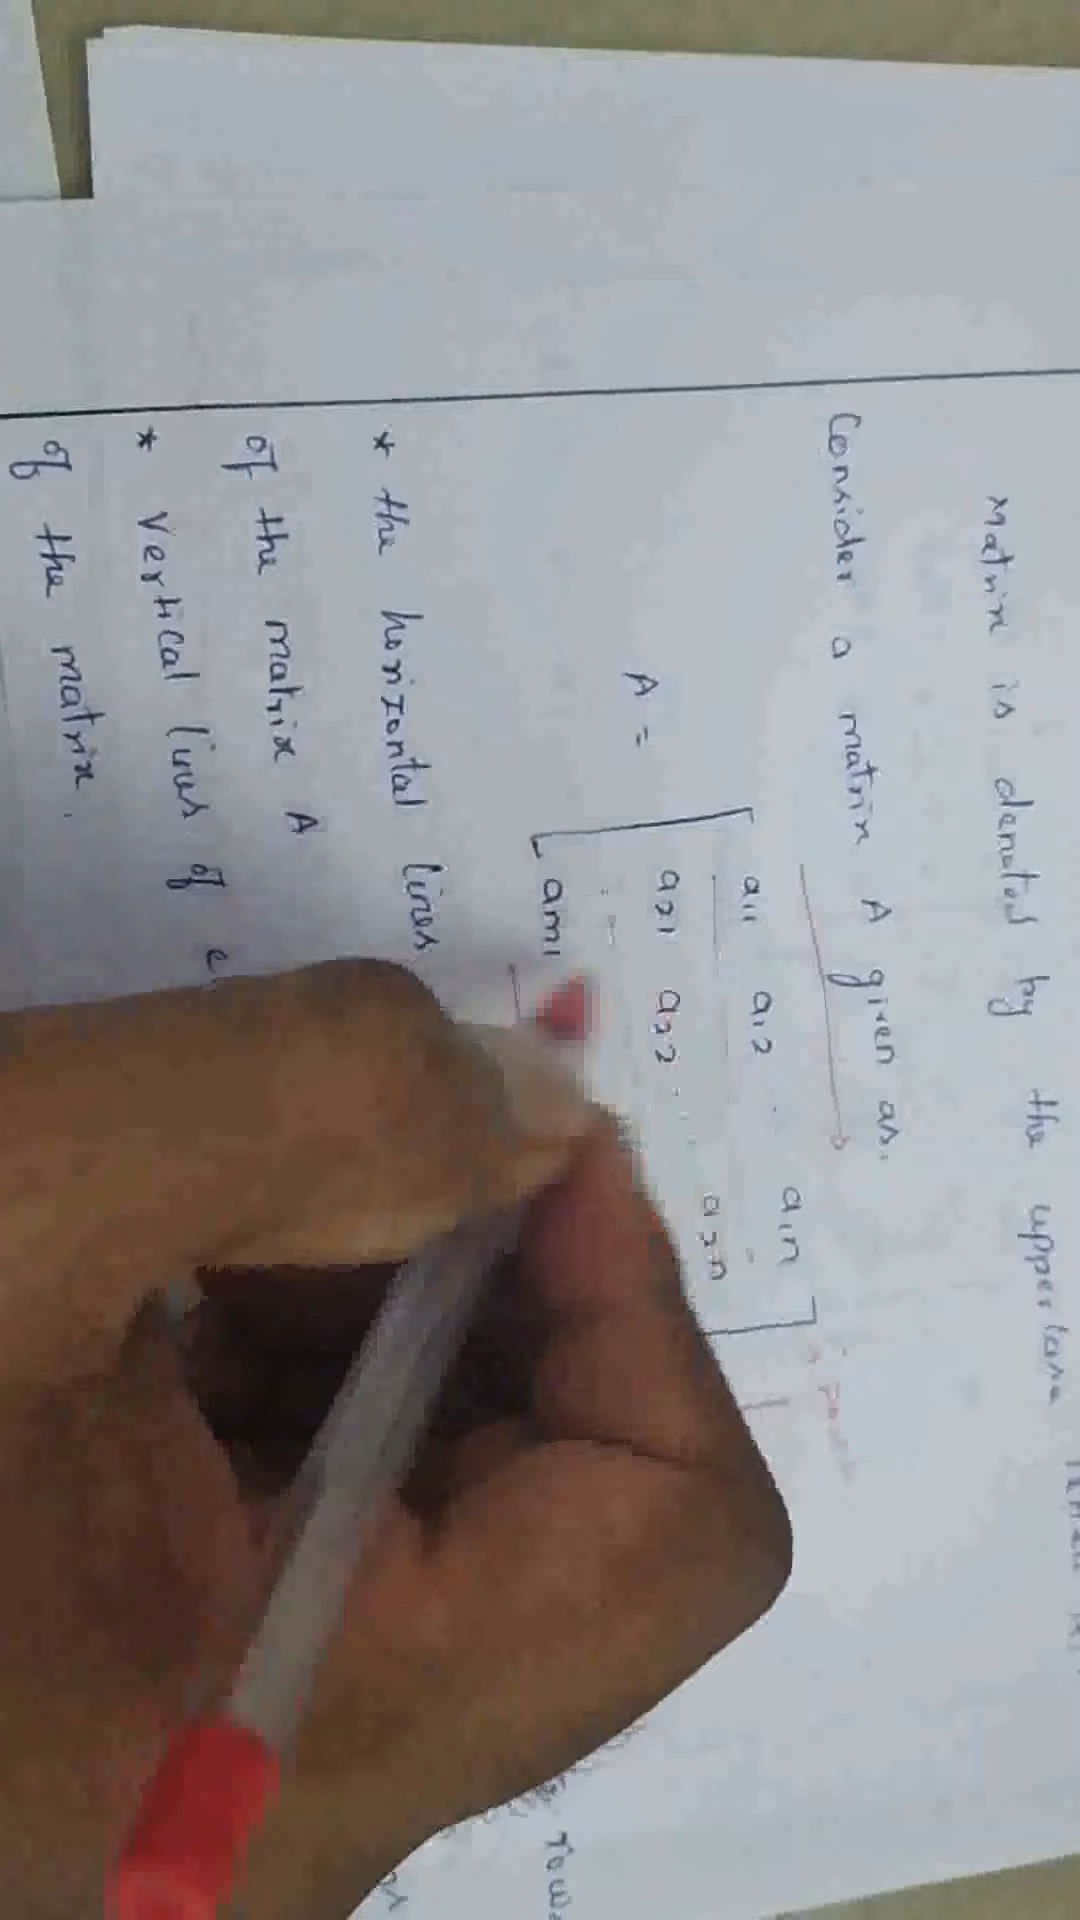 Matrix is denoted by the upper case
Consider a matrix A given as.
a11 a12 . a1n
A = a21 a22 . . . a2n
am1
* the horizontal lines row
of the matrix A
* Vertical lines of
of the matrix.